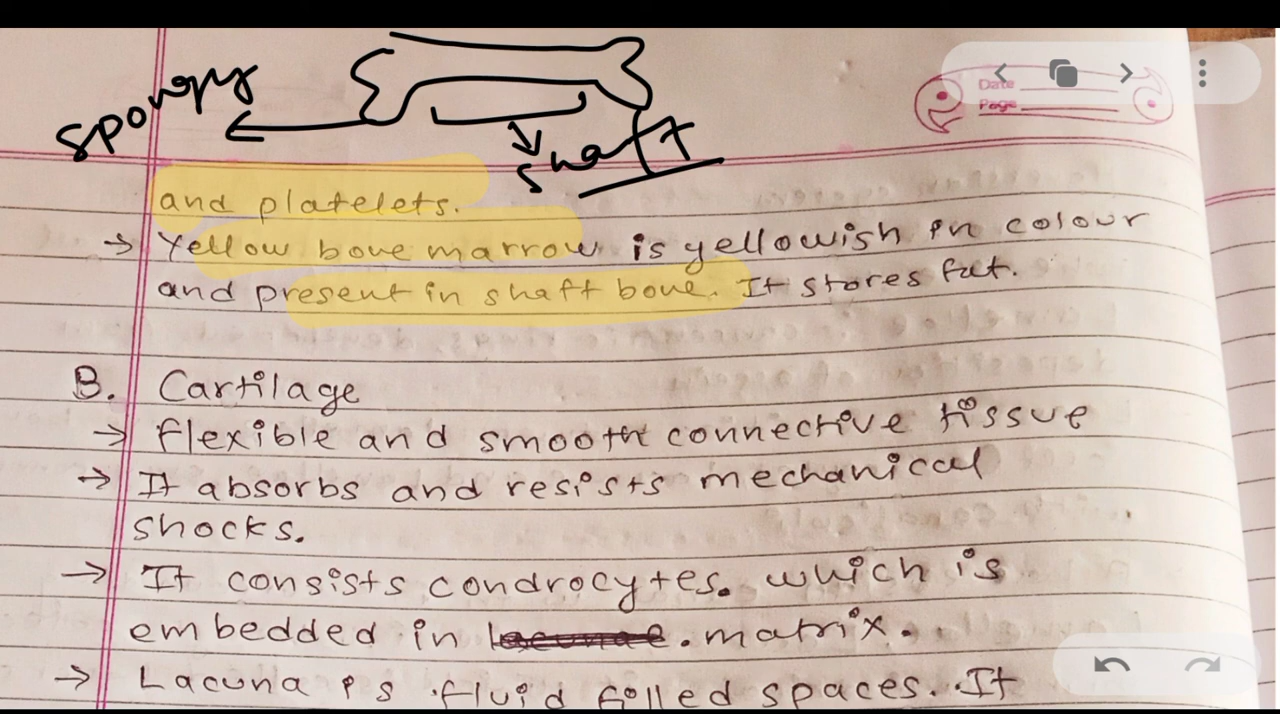 spongy
shaft
Date
Page
and platelets.
→ Yellow bone marrow is yellowish in colour
and present in shaft bone. It stores fat.
B. Cartilage
→ flexible and smooth connective tissue
→ It absorbs and resists mechanical
shocks.
→ It consists condrocytes. which is
embedded in lacunae . matrix.
→ Lacuna is fluid filled spaces. It